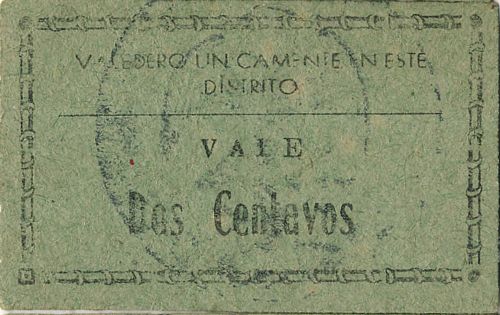 VALEDERO UNICAMENTE EN ESTE
DISTRITO
VALE
Dos Centavos